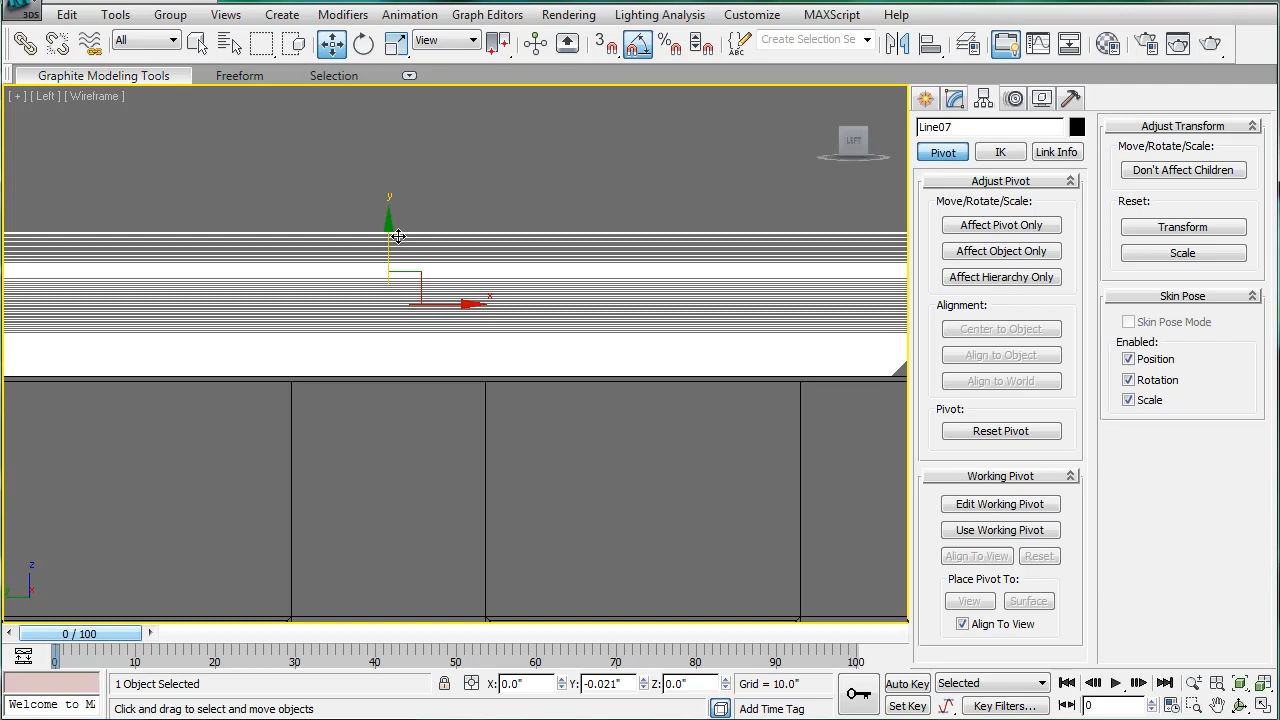 3DS
Edit Tools Group Views Create Modifiers Animation Graph Editors Rendering Lighting Analysis Customize MAXScript Help
All View 3 ABC Create Selection Se
Graphite Modeling Tools Freeform Selection
[ + ] [ Left ] [ Wireframe ]
LEFT
y
x
z
x
Line07
Pivot IK Link Info
Adjust Pivot
Move/Rotate/Scale:
Affect Pivot Only
Affect Object Only
Affect Hierarchy Only
Alignment:
Center to Object
Align to Object
Align to World
Pivot:
Reset Pivot
Working Pivot
Edit Working Pivot
Use Working Pivot
Align To View Reset
Place Pivot To:
View Surface
Align To View
Adjust Transform
Move/Rotate/Scale:
Don't Affect Children
Reset:
Transform
Scale
Skin Pose
Skin Pose Mode
Enabled:
Position
Rotation
Scale
0 / 100
0 10 20 30 40 50 60 70 80 90 100
1 Object Selected X: 0.0" Y: -0.021" Z: 0.0" Grid = 10.0" Auto Key Selected
Welcome to M Click and drag to select and move objects Add Time Tag Set Key Key Filters... 0